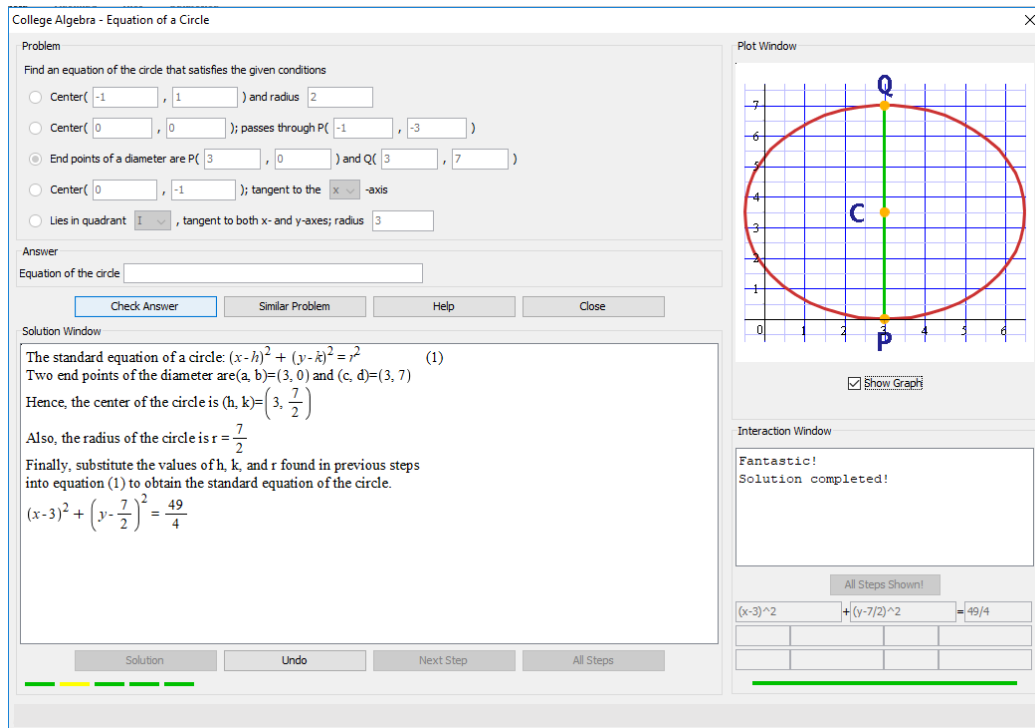 College Algebra - Equation of a Circle
Problem
Find an equation of the circle that satisfies the given conditions
Center( -1 , 1 ) and radius 2
Center( 0 , 0 ); passes through P( -1 , -3 )
End points of a diameter are P( 3 , 0 ) and Q( 3 , 7 )
Center( 0 , -1 ); tangent to the x -axis
Lies in quadrant I , tangent to both x- and y-axes; radius 3
Answer
Equation of the circle
Check Answer Similar Problem Help Close
Solution Window
The standard equation of a circle: (x-h)² + (y-k)² = r² (1)
Two end points of the diameter are(a, b)=(3, 0) and (c, d)=(3, 7)
Hence, the center of the circle is (h, k)=(3, 7/2)
Also, the radius of the circle is r = 7/2
Finally, substitute the values of h, k, and r found in previous steps
into equation (1) to obtain the standard equation of the circle.
(x-3)² + (y-7/2)² = 49/4
Solution Undo Next Step All Steps
Plot Window
Q
7
6
5
4
C
3
2
1
0 1 2 3 4 5 6
P
Show Graph
Interaction Window
Fantastic!
Solution completed!
All Steps Shown!
(x-3)^2 + (y-7/2)^2 = 49/4